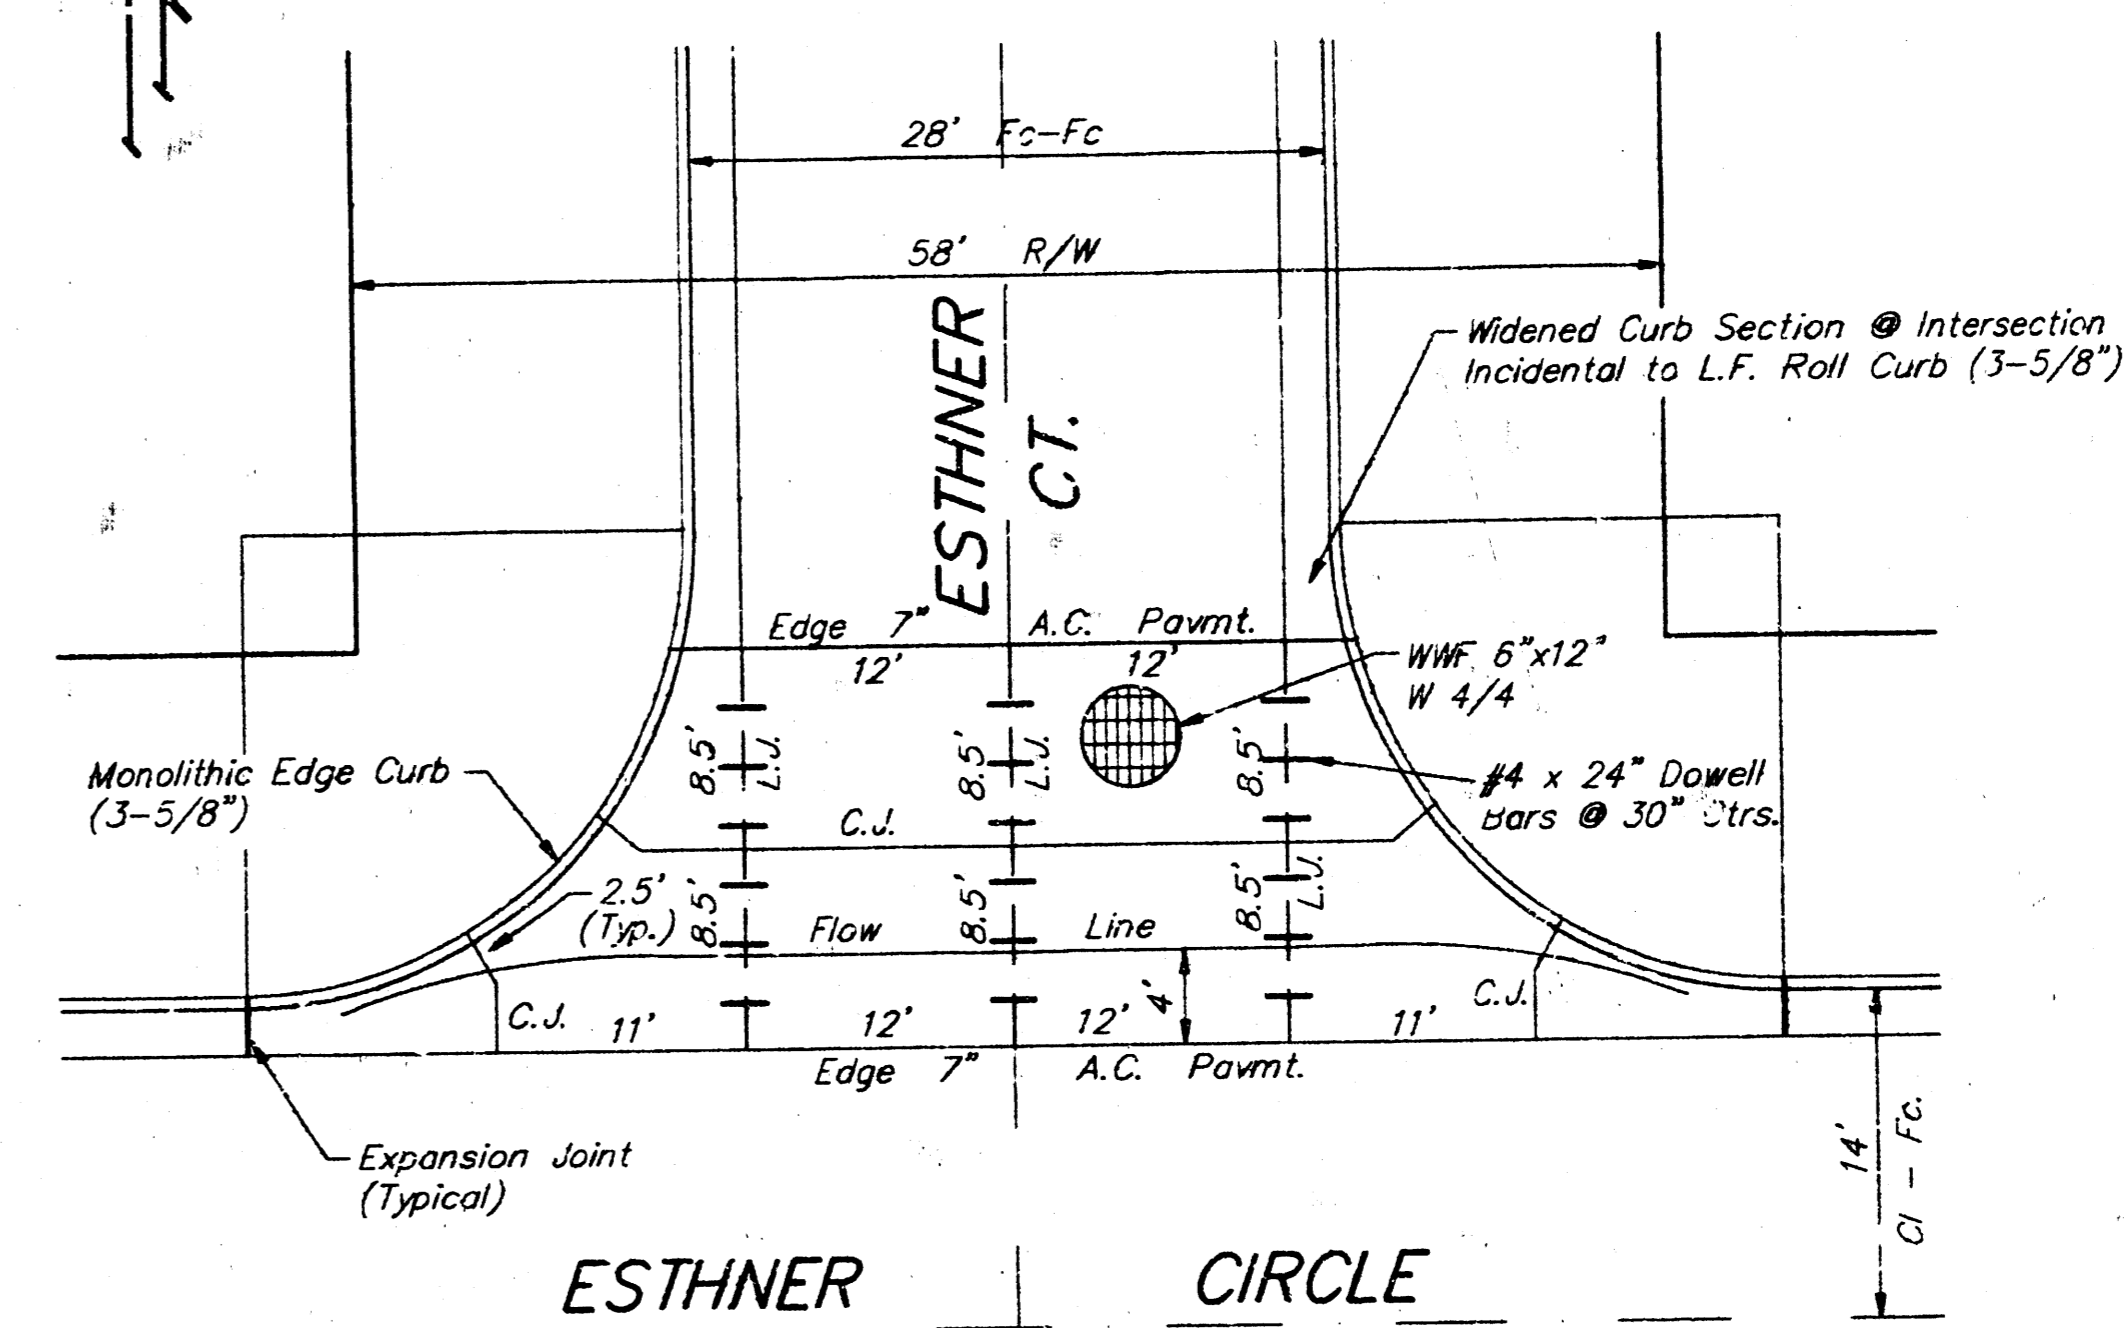 28' Fc-Fc
58' R/W
ESTHNER
CT.
Widened Curb Section @ Intersection
Incidental to L.F. Roll Curb (3-5/8")
Edge 7" A.C. Pavmt.
12' 12'
WWF 6"x12"
W 4/4
8.5' L.J. 8.5' L.J. 8.5'
Monolithic Edge Curb
(3-5/8")
#4 x 24" Dowell
Bars @ 30" Ctrs.
C.J.
2.5'
(Typ.)
8.5' 8.5' 8.5' L.J.
Flow Line
4'
C.J. 11' 12' 12' 11' C.J.
Edge 7" A.C. Pavmt.
Expansion Joint
(Typical)
14'
Cl - Fc.
ESTHNER CIRCLE